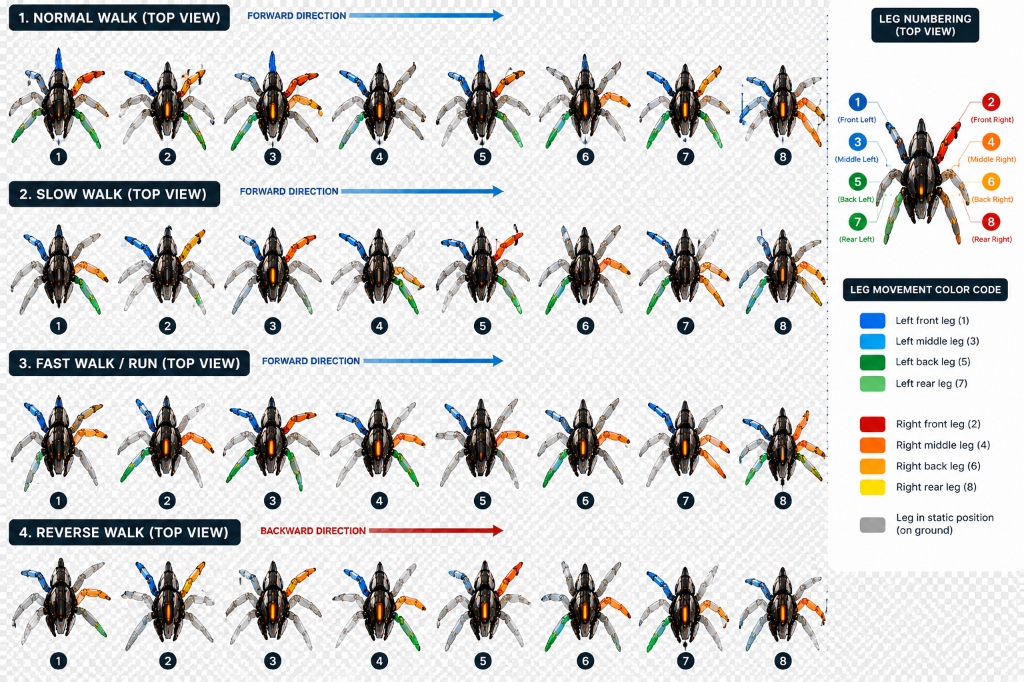 1. NORMAL WALK (TOP VIEW)
FORWARD DIRECTION
1 2 3 4 5 6 7 8
2. SLOW WALK (TOP VIEW)
FORWARD DIRECTION
1 2 3 4 5 6 7 8
3. FAST WALK / RUN (TOP VIEW)
FORWARD DIRECTION
1 2 3 4 5 6 7 8
4. REVERSE WALK (TOP VIEW)
BACKWARD DIRECTION
1 2 3 4 5 6 7 8
LEG NUMBERING
(TOP VIEW)
1 2
(Front Left) (Front Right)
3 4
(Middle Left) (Middle Right)
5 6
(Back Left) (Back Right)
7 8
(Rear Left) (Rear Right)
LEG MOVEMENT COLOR CODE
Left front leg (1)
Left middle leg (3)
Left back leg (5)
Left rear leg (7)
Right front leg (2)
Right middle leg (4)
Right back leg (6)
Right rear leg (8)
Leg in static position
(on ground)